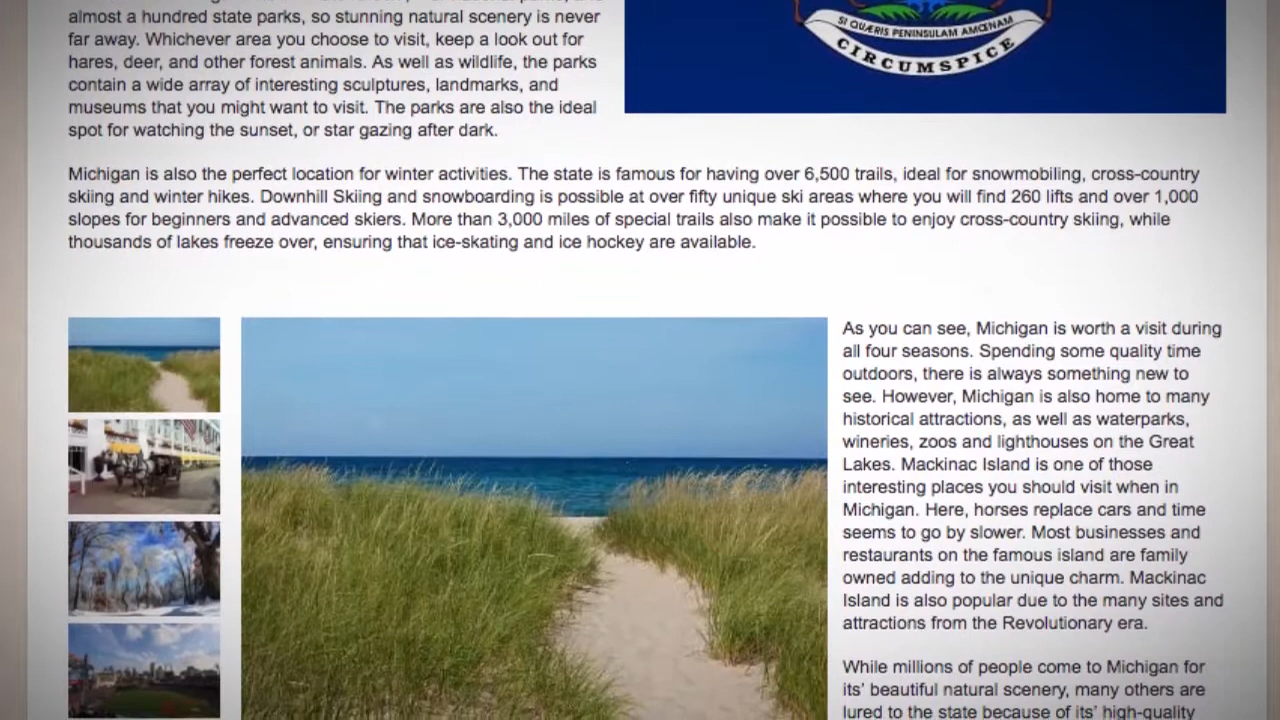 almost a hundred state parks, so stunning natural scenery is never
far away. Whichever area you choose to visit, keep a look out for
hares, deer, and other forest animals. As well as wildlife, the parks
contain a wide array of interesting sculptures, landmarks, and
museums that you might want to visit. The parks are also the ideal
spot for watching the sunset, or star gazing after dark.
SI QUÆRIS PENINSULAM AMŒNAM
CIRCUMSPICE
Michigan is also the perfect location for winter activities. The state is famous for having over 6,500 trails, ideal for snowmobiling, cross-country
skiing and winter hikes. Downhill Skiing and snowboarding is possible at over fifty unique ski areas where you will find 260 lifts and over 1,000
slopes for beginners and advanced skiers. More than 3,000 miles of special trails also make it possible to enjoy cross-country skiing, while
thousands of lakes freeze over, ensuring that ice-skating and ice hockey are available.
As you can see, Michigan is worth a visit during
all four seasons. Spending some quality time
outdoors, there is always something new to
see. However, Michigan is also home to many
historical attractions, as well as waterparks,
wineries, zoos and lighthouses on the Great
Lakes. Mackinac Island is one of those
interesting places you should visit when in
Michigan. Here, horses replace cars and time
seems to go by slower. Most businesses and
restaurants on the famous island are family
owned adding to the unique charm. Mackinac
Island is also popular due to the many sites and
attractions from the Revolutionary era.
While millions of people come to Michigan for
its’ beautiful natural scenery, many others are
lured to the state because of its’ high-quality